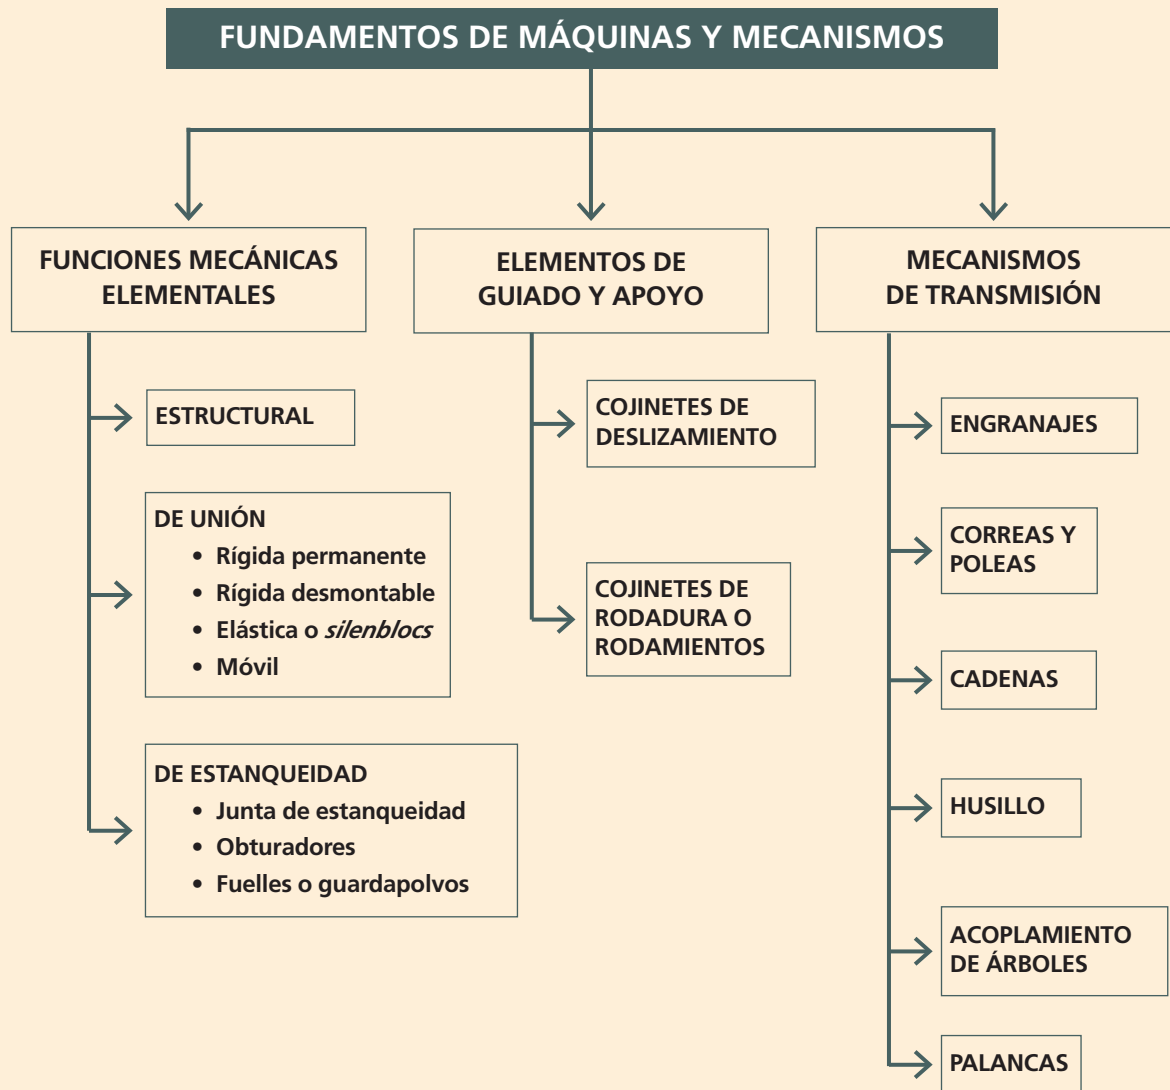 FUNDAMENTOS DE MÁQUINAS Y MECANISMOS
FUNCIONES MECÁNICAS
ELEMENTALES
ESTRUCTURAL
DE UNIÓN
• Rígida permanente
• Rígida desmontable
• Elástica o silenblocs
• Móvil
DE ESTANQUEIDAD
• Junta de estanqueidad
• Obturadores
• Fuelles o guardapolvos
ELEMENTOS DE
GUIADO Y APOYO
COJINETES DE
DESLIZAMIENTO
COJINETES DE
RODADURA O
RODAMIENTOS
MECANISMOS
DE TRANSMISIÓN
ENGRANAJES
CORREAS Y
POLEAS
CADENAS
HUSILLO
ACOPLAMIENTO
DE ÁRBOLES
PALANCAS